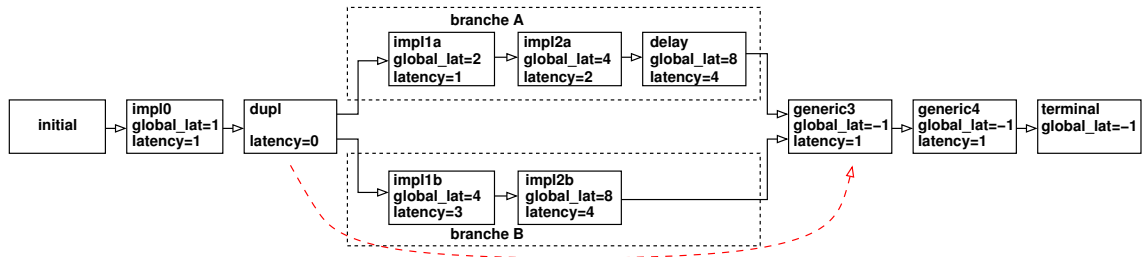 branche A
impl1a
global_lat=2
latency=1
impl2a
global_lat=4
latency=2
delay
global_lat=8
latency=4
initial
impl0
global_lat=1
latency=1
dupl
latency=0
generic3
global_lat=−1
latency=1
generic4
global_lat=−1
latency=1
terminal
global_lat=−1
impl1b
global_lat=4
latency=3
impl2b
global_lat=8
latency=4
branche B